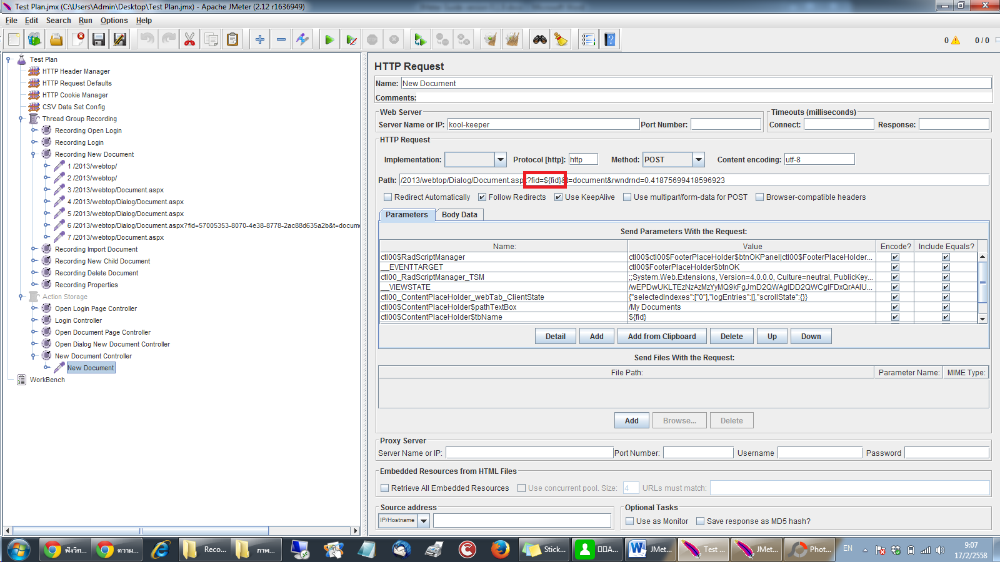 Test Plan.jmx (C:\Users\Admin\Desktop\Test Plan.jmx) - Apache JMeter (2.12 r1636949)
File Edit Search Run Options Help
0 0 / 0
Test Plan
HTTP Header Manager
HTTP Request Defaults
HTTP Cookie Manager
CSV Data Set Config
Thread Group Recording
Recording Open Login
Recording Login
Recording New Document
1 /2013/webtop/
2 /2013/webtop/
3 /2013/webtop/Document.aspx
4 /2013/webtop/Dialog/Document.aspx
5 /2013/webtop/Dialog/Document.aspx
6 /2013/webtop/Dialog/Document.aspx?fid=57005353-8070-4e38-8778-2ac88d635a2b&t=docume
7 /2013/webtop/Document.aspx
Recording Import Document
Recording New Child Document
Recording Delete Document
Recording Properties
Action Storage
Open Login Page Controller
Login Controller
Open Document Page Controller
Open Dialog New Document Controller
New Document Controller
New Document
WorkBench
HTTP Request
Name: New Document
Comments:
Web Server
Server Name or IP: kool-keeper Port Number:
Timeouts (milliseconds)
Connect: Response:
HTTP Request
Implementation: Protocol [http]: http Method: POST Content encoding: utf-8
Path: /2013/webtop/Dialog/Document.aspx?fid=${fid}&t=document&rwndrnd=0.41875699418596923
Redirect Automatically Follow Redirects Use KeepAlive Use multipart/form-data for POST Browser-compatible headers
Parameters Body Data
Send Parameters With the Request:
Name: Value Encode? Include Equals?
ctl00$RadScriptManager ctl00$ctl00$FooterPlaceHolder$btnOKPanel|ctl00$FooterPlaceHolder...
__EVENTTARGET ctl00$FooterPlaceHolder$btnOK
ctl00_RadScriptManager_TSM ;;System.Web.Extensions, Version=4.0.0.0, Culture=neutral, PublicKey...
__VIEWSTATE /wEPDwUKLTEzNzAzMzYyMQ9kFgJmD2QWAgIDD2QWCgIFDxQrAAlU...
ctl00_ContentPlaceHolder_webTab_ClientState {"selectedIndexes":["0"],"logEntries":[],"scrollState":{}}
ctl00$ContentPlaceHolder$pathTextBox /My Documents
ctl00$ContentPlaceHolder$tbName ${fid}
Detail Add Add from Clipboard Delete Up Down
Send Files With the Request:
File Path: Parameter Name: MIME Type:
Add Browse... Delete
Proxy Server
Server Name or IP: Port Number: Username Password
Embedded Resources from HTML Files
Retrieve All Embedded Resources Use concurrent pool. Size: 4 URLs must match:
Source address
IP/Hostname
Optional Tasks
Use as Monitor Save response as MD5 hash?
ฟังวิท... ความ... Reco... ภาพ... Stick... JMet... Test ... JMet... Phot... EN
9:07
17/2/2558